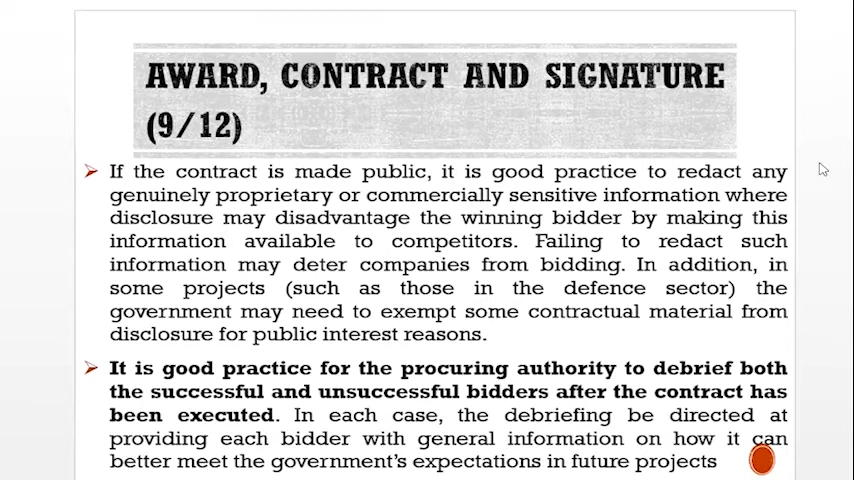 AWARD, CONTRACT AND SIGNATURE
(9/12)
If the contract is made public, it is good practice to redact any
genuinely proprietary or commercially sensitive information where
disclosure may disadvantage the winning bidder by making this
information available to competitors. Failing to redact such
information may deter companies from bidding. In addition, in
some projects (such as those in the defence sector) the
government may need to exempt some contractual material from
disclosure for public interest reasons.
It is good practice for the procuring authority to debrief both
the successful and unsuccessful bidders after the contract has
been executed. In each case, the debriefing be directed at
providing each bidder with general information on how it can
better meet the government's expectations in future projects